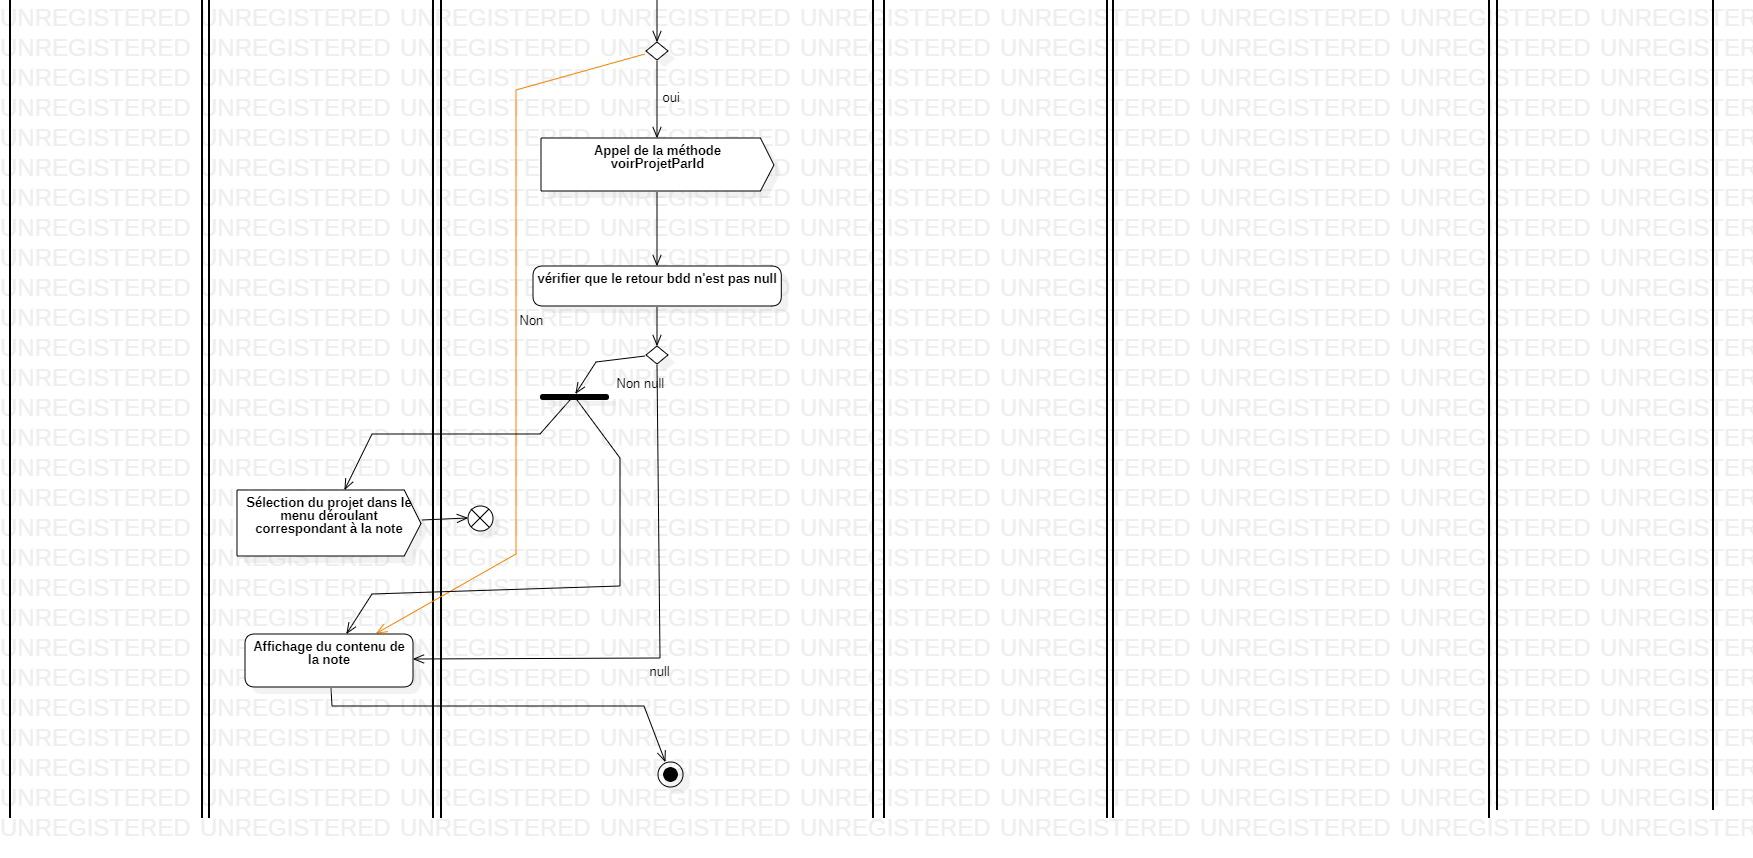 oui
Appel de la méthode
voirProjetParId
vérifier que le retour bdd n'est pas null
Non
Non null
Sélection du projet dans le
menu déroulant
correspondant à la note
Affichage du contenu de
la note
null
UNREGISTERED UNREGISTERED UNREGISTERED UNREGISTERED UNREGISTERED UNREGISTERED UNREGISTERED UNREGISTERED